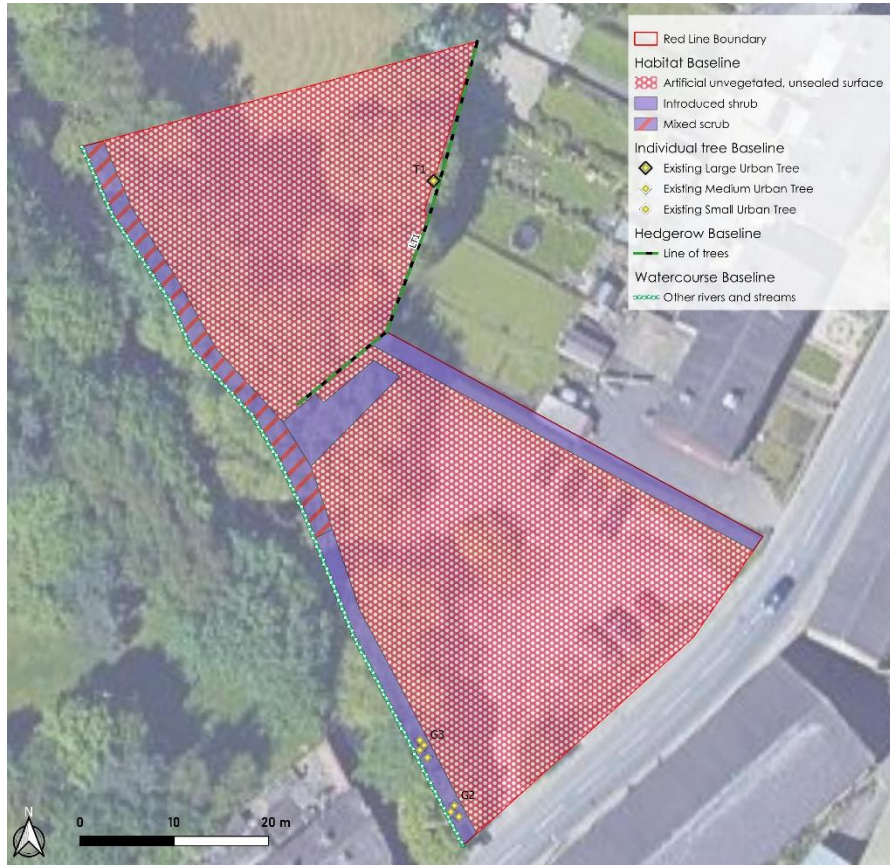 Red Line Boundary
Habitat Baseline
Artificial unvegetated, unsealed surface
Introduced shrub
Mixed scrub
Individual tree Baseline
Existing Large Urban Tree
Existing Medium Urban Tree
Existing Small Urban Tree
Hedgerow Baseline
Line of trees
Watercourse Baseline
Other rivers and streams
T1
LT1
G3
G2
N
0 10 20 m